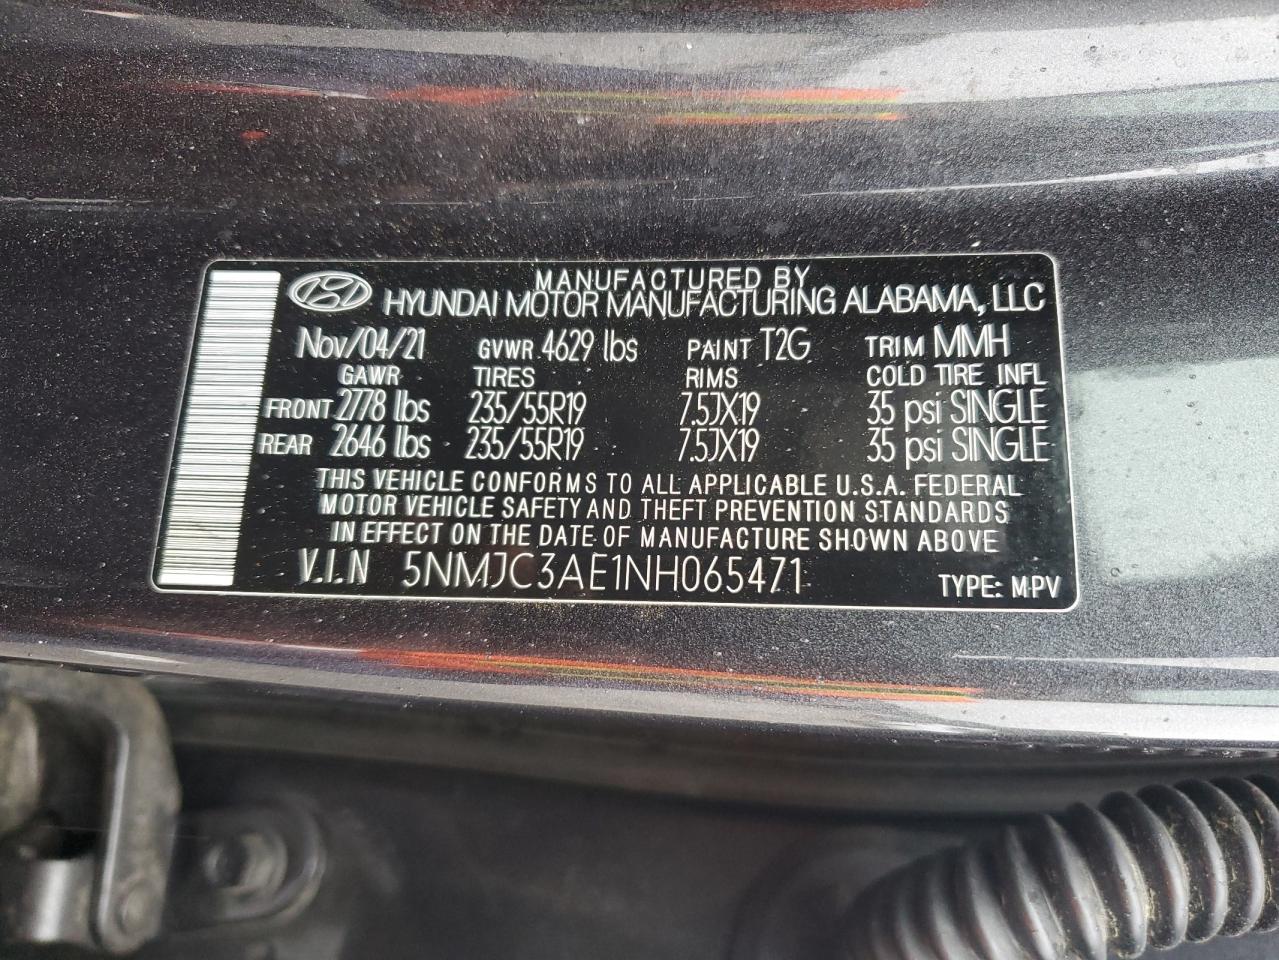 MANUFACTURED BY
HYUNDAI MOTOR MANUFACTURING ALABAMA, LLC
Nov/04/21 GVWR 4629 lbs PAINT T2G TRIM MMH
GAWR TIRES RIMS COLD TIRE INFL
FRONT 2778 lbs 235/55R19 7.5JX19 35 psi SINGLE
REAR 2646 lbs 235/55R19 7.5JX19 35 psi SINGLE
THIS VEHICLE CONFORMS TO ALL APPLICABLE U.S.A. FEDERAL
MOTOR VEHICLE SAFETY AND THEFT PREVENTION STANDARDS
IN EFFECT ON THE DATE OF MANUFACTURE SHOWN ABOVE
V.I.N 5NMJC3AE1NH065471 TYPE: M.PV